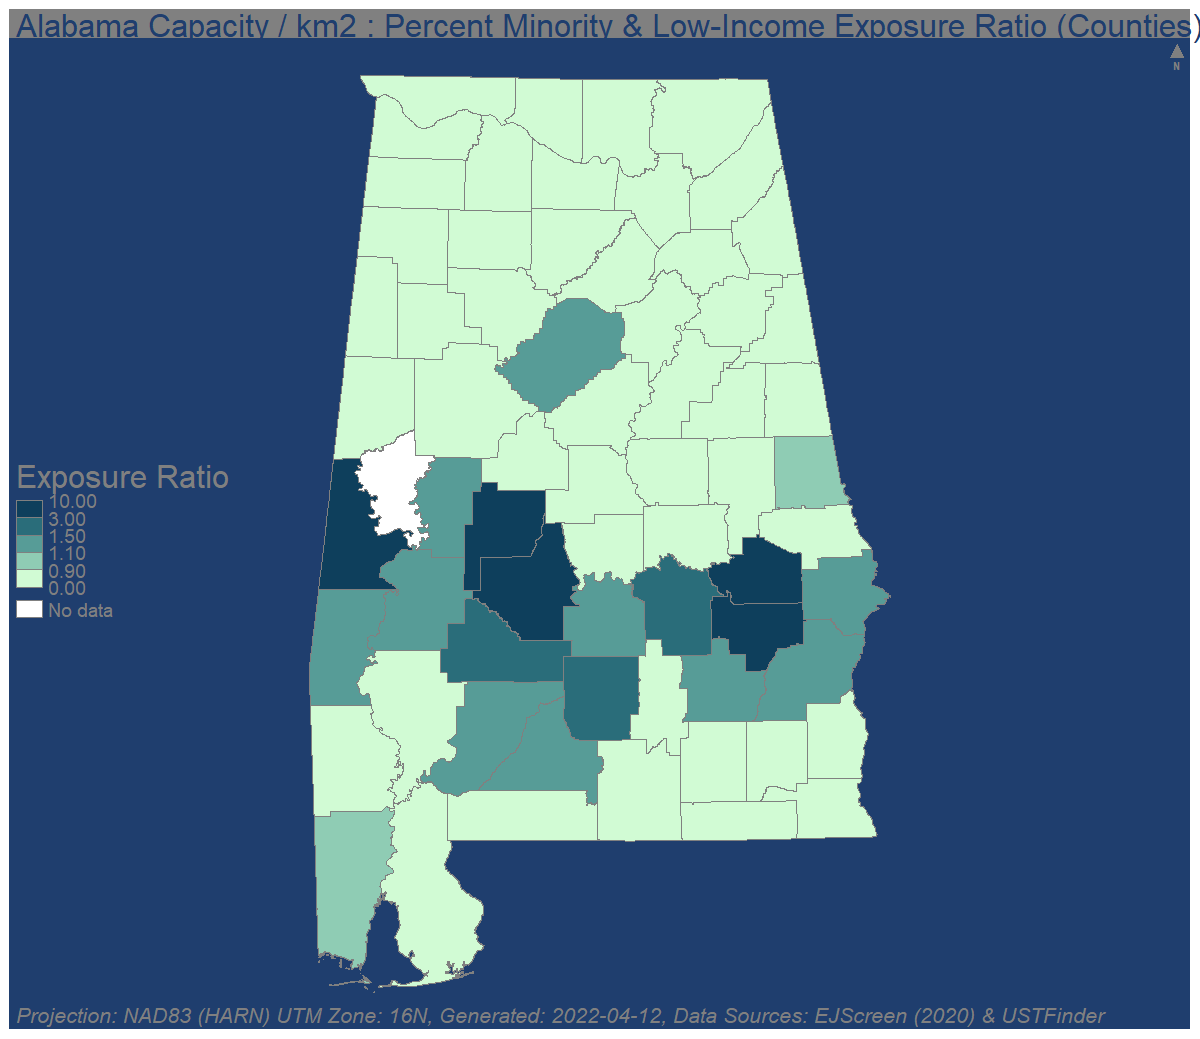 Alabama Capacity / km2 : Percent Minority & Low-Income Exposure Ratio (Counties)
N
Exposure Ratio
10.00
3.00
1.50
1.10
0.90
0.00
No data
Projection: NAD83 (HARN) UTM Zone: 16N, Generated: 2022-04-12, Data Sources: EJScreen (2020) & USTFinder